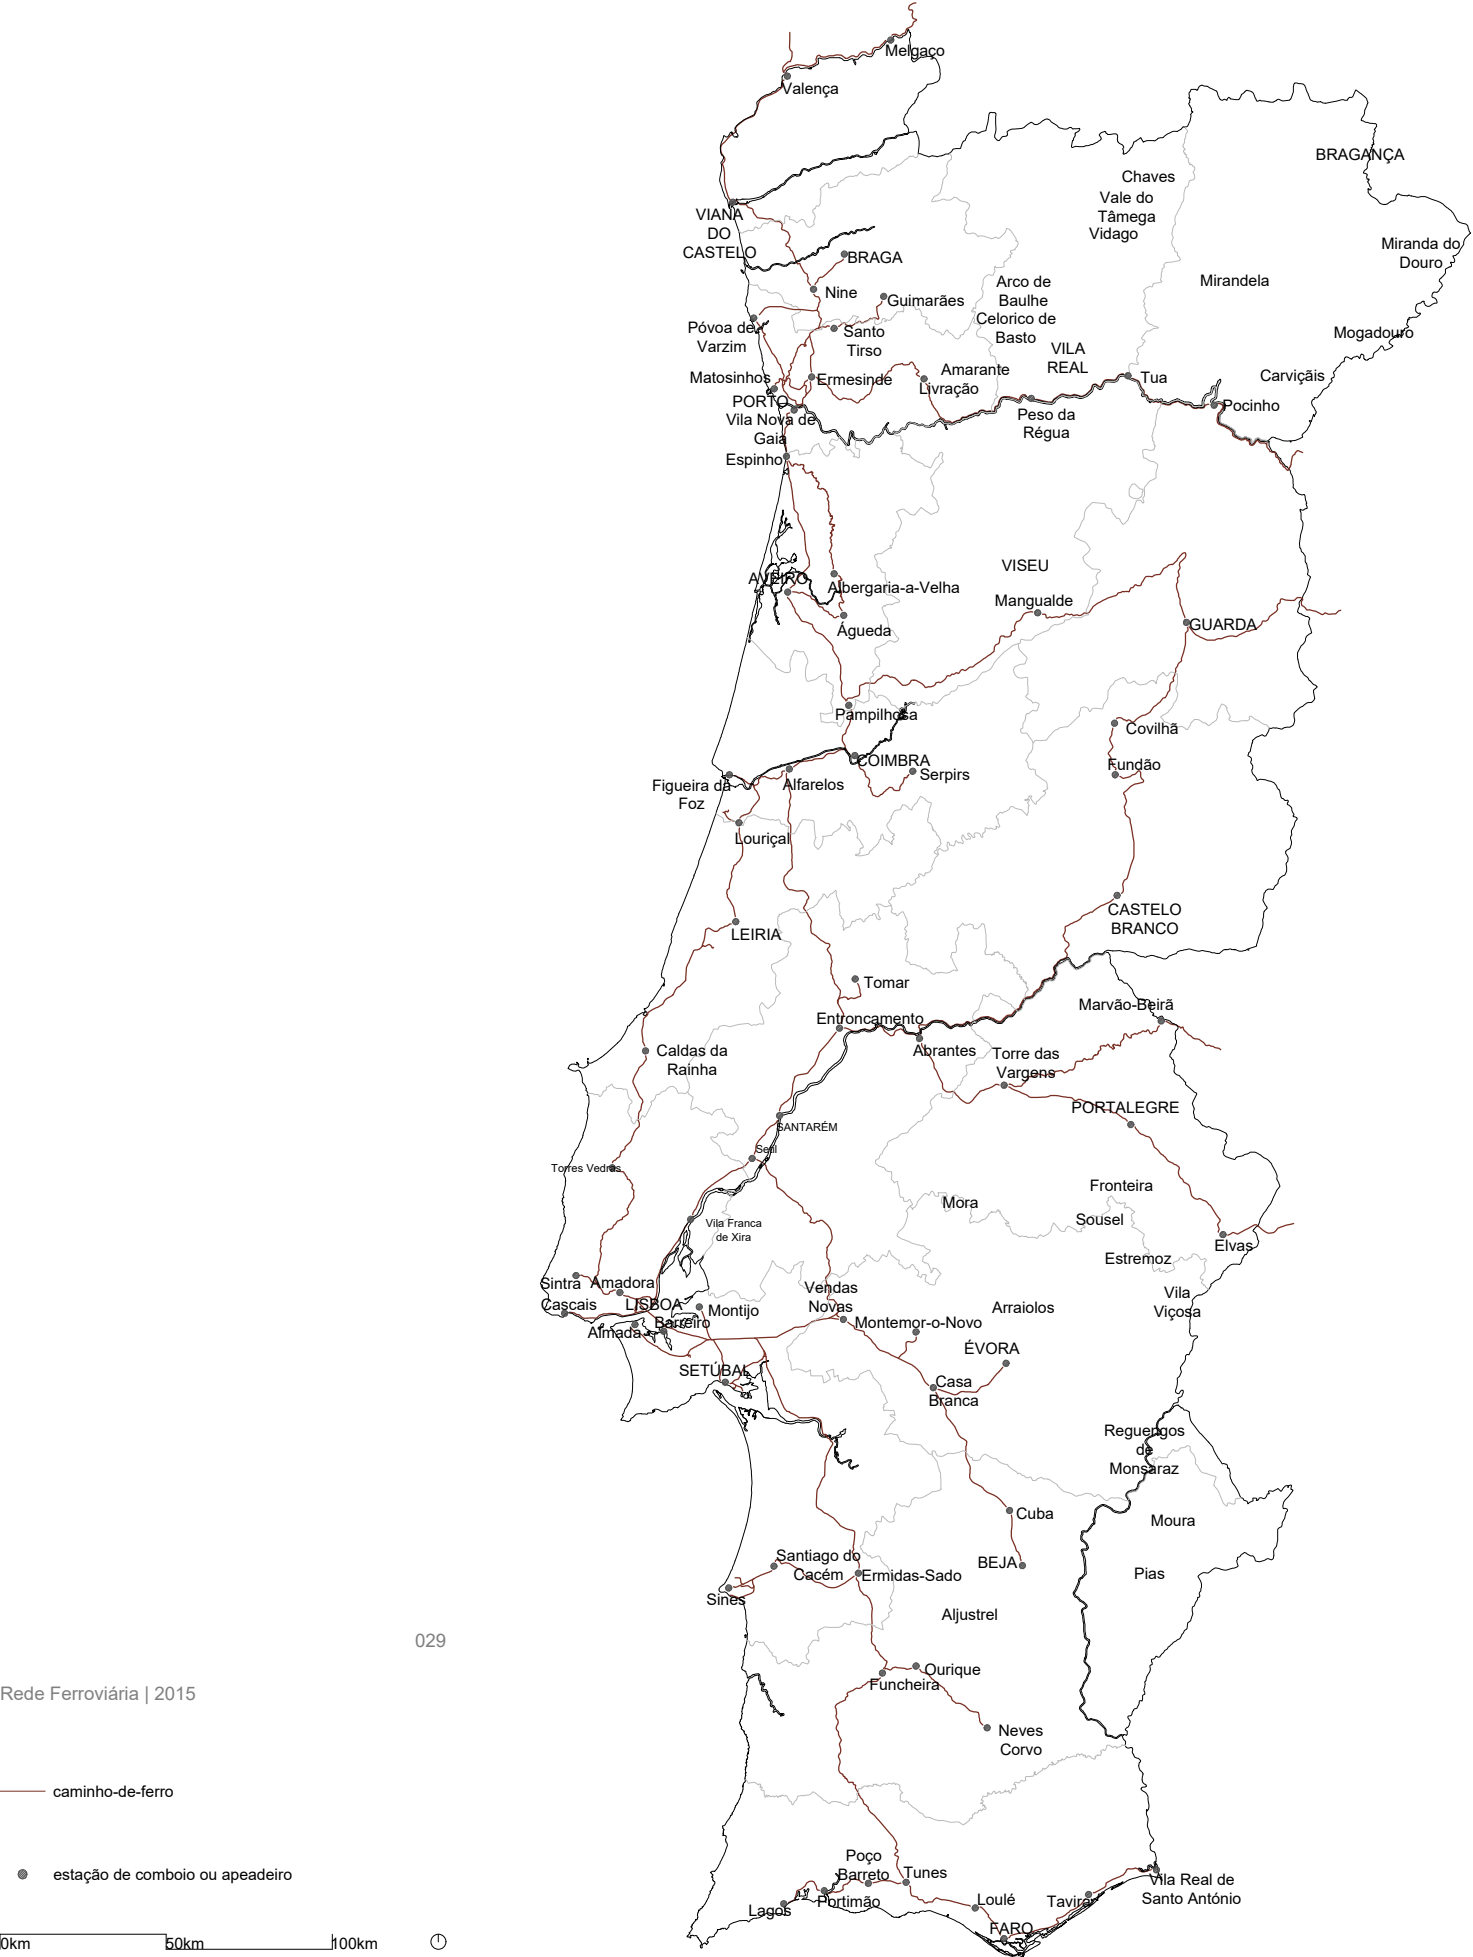 Melgaço
Valença
BRAGANÇA
Chaves
Vale do
Tâmega
Vidago
VIANA
DO
CASTELO
Miranda do
Douro
BRAGA
Mirandela
Nine
Guimarães
Arco de
Baulhe
Celorico de
Basto
Póvoa de
Varzim
Santo
Tirso
Mogadouro
VILA
REAL
Matosinhos
Ermesinde
Amarante
Livração
Tua
Carviçãis
PORTO
Pocinho
Vila Nova de
Gaia
Peso da
Régua
Espinho
VISEU
AVEIRO
Albergaria-a-Velha
Mangualde
Águeda
GUARDA
Pampilhosa
Covilhã
COIMBRA
Serpirs
Fundão
Figueira da
Foz
Alfarelos
Louriçal
CASTELO
BRANCO
LEIRIA
Tomar
Marvão-Beirã
Entroncamento
Abrantes
Torre das
Vargens
Caldas da
Rainha
PORTALEGRE
SANTARÉM
Setil
Torres Vedras
Fronteira
Mora
Sousel
Vila Franca
de Xira
Elvas
Estremoz
Sintra
Amadora
Vendas
Novas
Vila
Viçosa
Cascais
LISBOA
Montijo
Arraiolos
Almada
Barreiro
Montemor-o-Novo
ÉVORA
SETÚBAL
Casa
Branca
Reguengos
de
Monsaraz
Cuba
Moura
Santiago do
Cacém
Ermidas-Sado
BEJA
Pias
Sines
Aljustrel
029
Ourique
Funcheira
Rede Ferroviária | 2015
Neves
Corvo
caminho-de-ferro
Poço
Barreto
Tunes
estação de comboio ou apeadeiro
Vila Real de
Santo António
Lagos
Portimão
Loulé
Tavira
FARO
0km
50km
100km